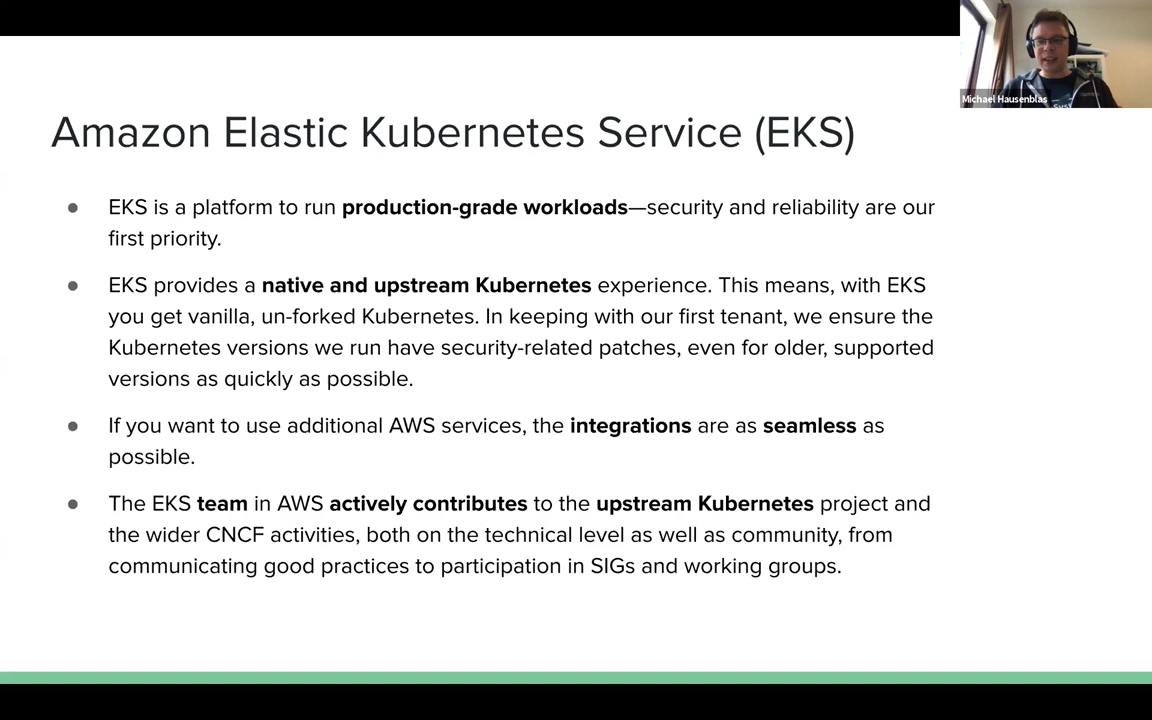 Michael Hausenblas
Amazon Elastic Kubernetes Service (EKS)
● EKS is a platform to run production-grade workloads—security and reliability are our
first priority.
● EKS provides a native and upstream Kubernetes experience. This means, with EKS
you get vanilla, un-forked Kubernetes. In keeping with our first tenant, we ensure the
Kubernetes versions we run have security-related patches, even for older, supported
versions as quickly as possible.
● If you want to use additional AWS services, the integrations are as seamless as
possible.
● The EKS team in AWS actively contributes to the upstream Kubernetes project and
the wider CNCF activities, both on the technical level as well as community, from
communicating good practices to participation in SIGs and working groups.